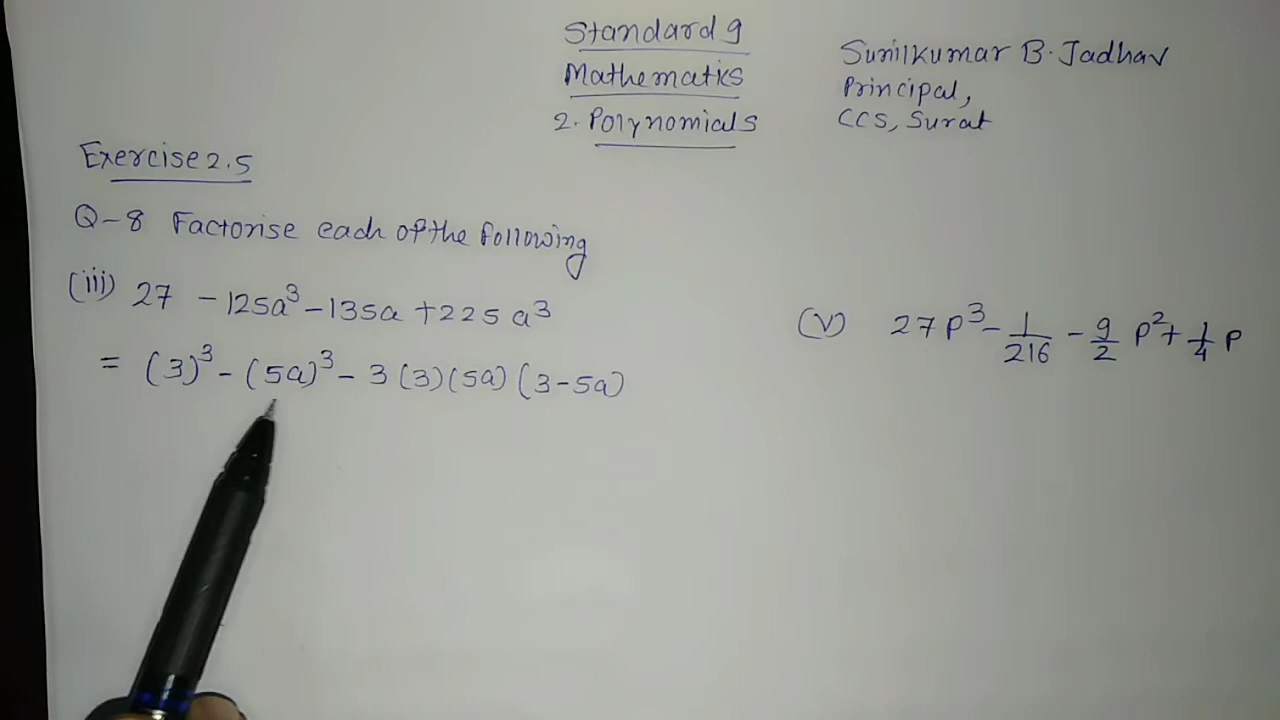 Standard 9
Mathematics
2. Polynomials
Sunilkumar B. Jadhav
Principal,
CCS, Surat
Exercise 2.5
Q-8 Factorise each of the following
(iii) 27 - 125a³ - 135a + 225a³
= (3)³ - (5a)³ - 3(3)(5a)(3-5a)
(v) 27p³ - 1/216 - 9/2 p² + 1/4 p